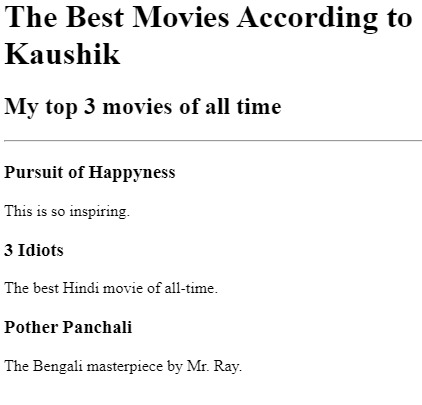 The Best Movies According to
Kaushik
My top 3 movies of all time
Pursuit of Happyness
This is so inspiring.
3 Idiots
The best Hindi movie of all-time.
Pother Panchali
The Bengali masterpiece by Mr. Ray.